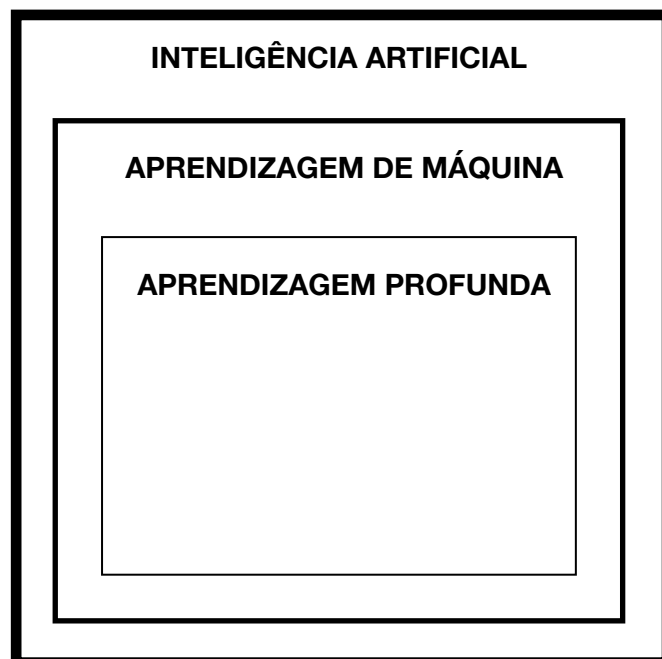 INTELIGÊNCIA ARTIFICIAL
APRENDIZAGEM DE MÁQUINA
APRENDIZAGEM PROFUNDA